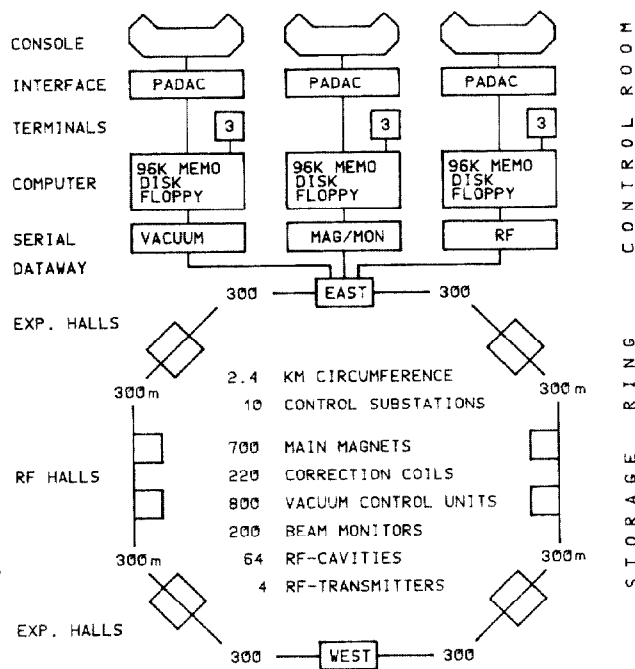 CONSOLE
INTERFACE PADAC PADAC PADAC
TERMINALS 3 3 3
COMPUTER
96K MEMO 96K MEMO 96K MEMO
DISK DISK DISK
FLOPPY FLOPPY FLOPPY
SERIAL VACUUM MAG/MON RF
DATAWAY
300 EAST 300
EXP. HALLS
300m 300m
2.4 KM CIRCUMFERENCE
10 CONTROL SUBSTATIONS
700 MAIN MAGNETS
RF HALLS 220 CORRECTION COILS
800 VACUUM CONTROL UNITS
200 BEAM MONITORS
300m 64 RF-CAVITIES 300m
4 RF-TRANSMITTERS
EXP. HALLS
300 WEST 300
CONTROL ROOM
STORAGE RING